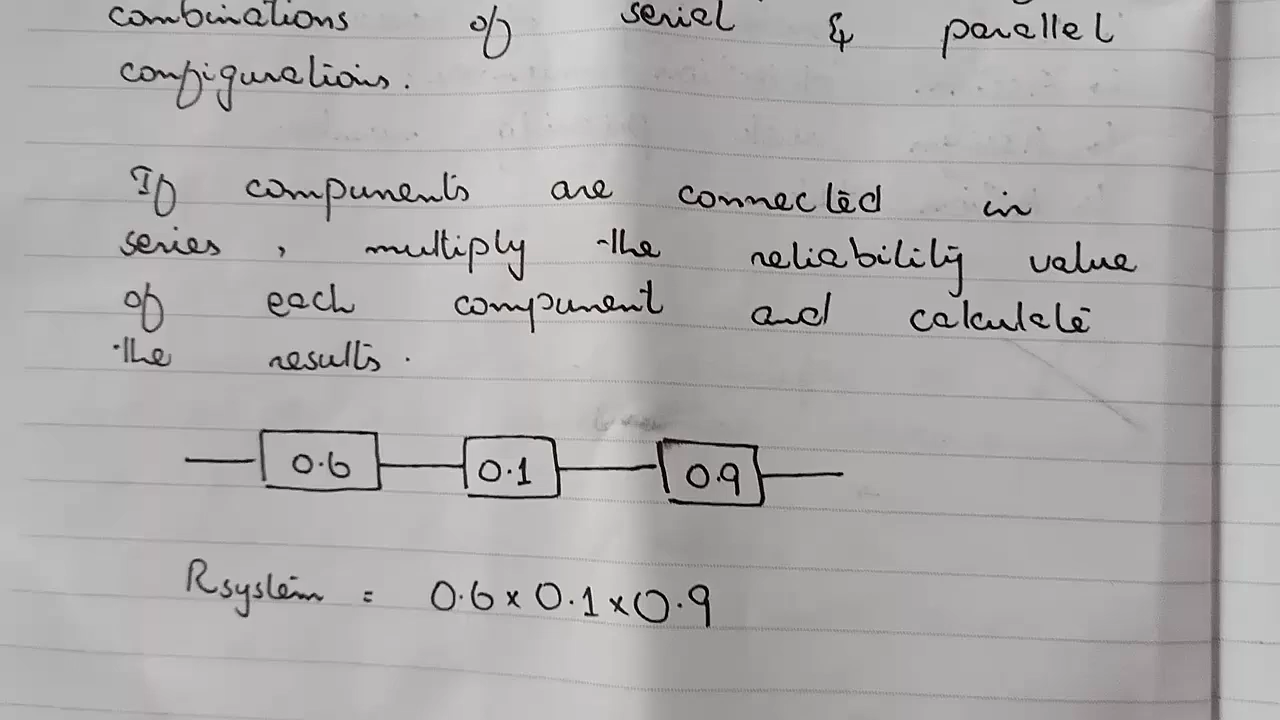 combinations of serial & parallel
configurations.
If components are connected in
series, multiply the reliability value
of each component and calculate
the results.
0.6 0.1 0.9
Rsystem = 0.6 x 0.1 x 0.9